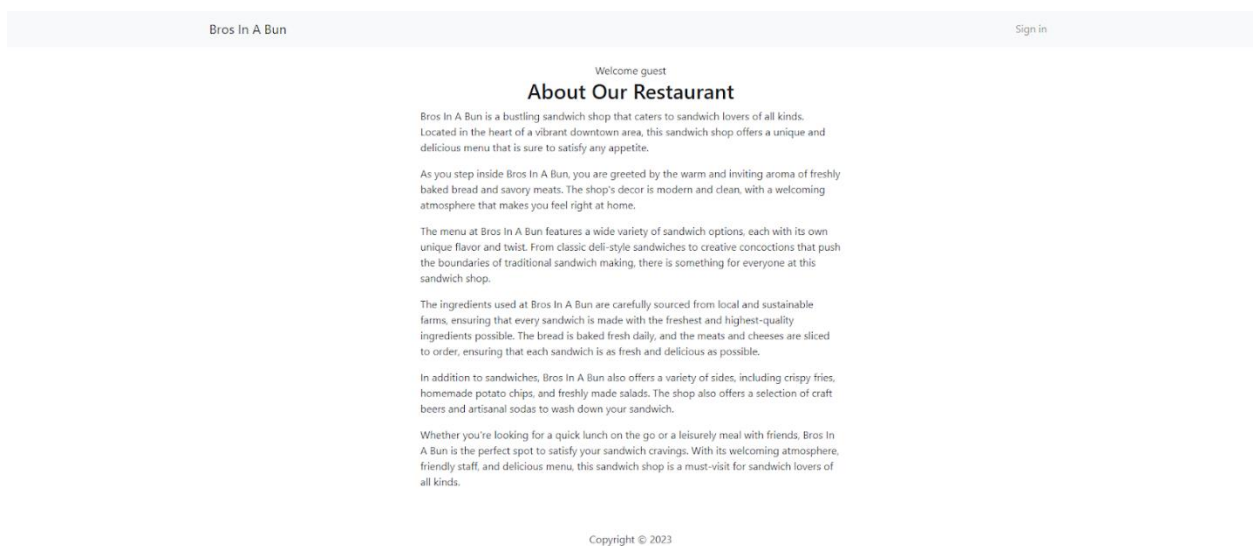 Bros In A Bun Sign in
Welcome guest
About Our Restaurant
Bros In A Bun is a bustling sandwich shop that caters to sandwich lovers of all kinds.
Located in the heart of a vibrant downtown area, this sandwich shop offers a unique and
delicious menu that is sure to satisfy any appetite.
As you step inside Bros In A Bun, you are greeted by the warm and inviting aroma of freshly
baked bread and savory meats. The shop's decor is modern and clean, with a welcoming
atmosphere that makes you feel right at home.
The menu at Bros In A Bun features a wide variety of sandwich options, each with its own
unique flavor and twist. From classic deli-style sandwiches to creative concoctions that push
the boundaries of traditional sandwich making, there is something for everyone at this
sandwich shop.
The ingredients used at Bros In A Bun are carefully sourced from local and sustainable
farms, ensuring that every sandwich is made with the freshest and highest-quality
ingredients possible. The bread is baked fresh daily, and the meats and cheeses are sliced
to order, ensuring that each sandwich is as fresh and delicious as possible.
In addition to sandwiches, Bros In A Bun also offers a variety of sides, including crispy fries,
homemade potato chips, and freshly made salads. The shop also offers a selection of craft
beers and artisanal sodas to wash down your sandwich.
Whether you're looking for a quick lunch on the go or a leisurely meal with friends, Bros In
A Bun is the perfect spot to satisfy your sandwich cravings. With its welcoming atmosphere,
friendly staff, and delicious menu, this sandwich shop is a must-visit for sandwich lovers of
all kinds.
Copyright © 2023